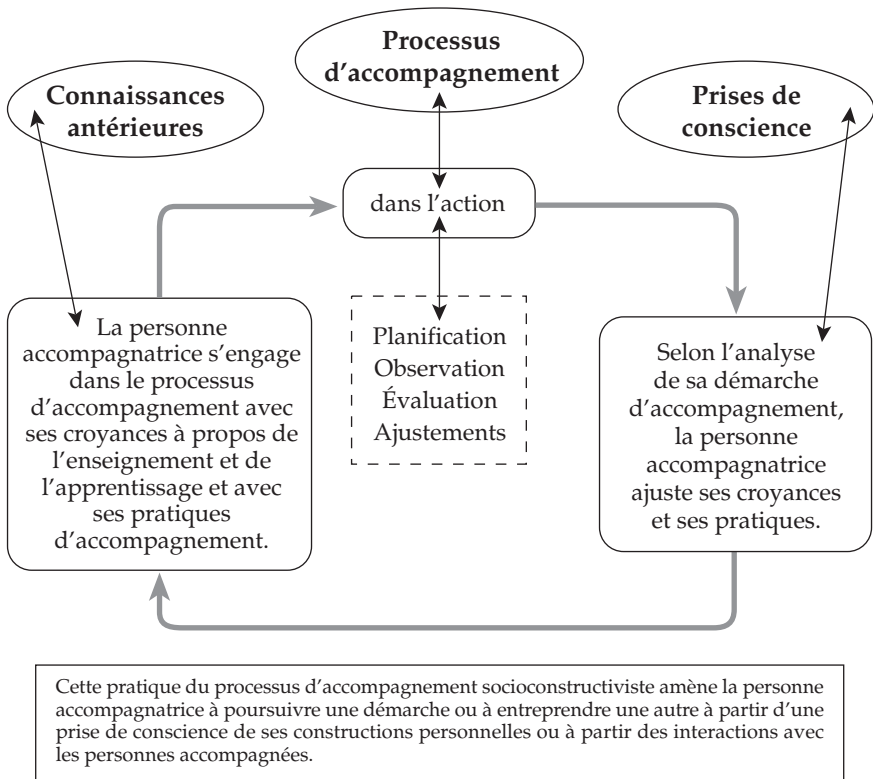 Processus
d'accompagnement
Connaissances
antérieures
Prises de
conscience
dans l'action
La personne
accompagnatrice s'engage
dans le processus
d'accompagnement avec
ses croyances à propos de
l'enseignement et de
l'apprentissage et avec
ses pratiques
d'accompagnement.
Planification
Observation
Évaluation
Ajustements
Selon l'analyse
de sa démarche
d'accompagnement,
la personne
accompagnatrice
ajuste ses croyances
et ses pratiques.
Cette pratique du processus d'accompagnement socioconstructiviste amène la personne
accompagnatrice à poursuivre une démarche ou à entreprendre une autre à partir d'une
prise de conscience de ses constructions personnelles ou à partir des interactions avec
les personnes accompagnées.